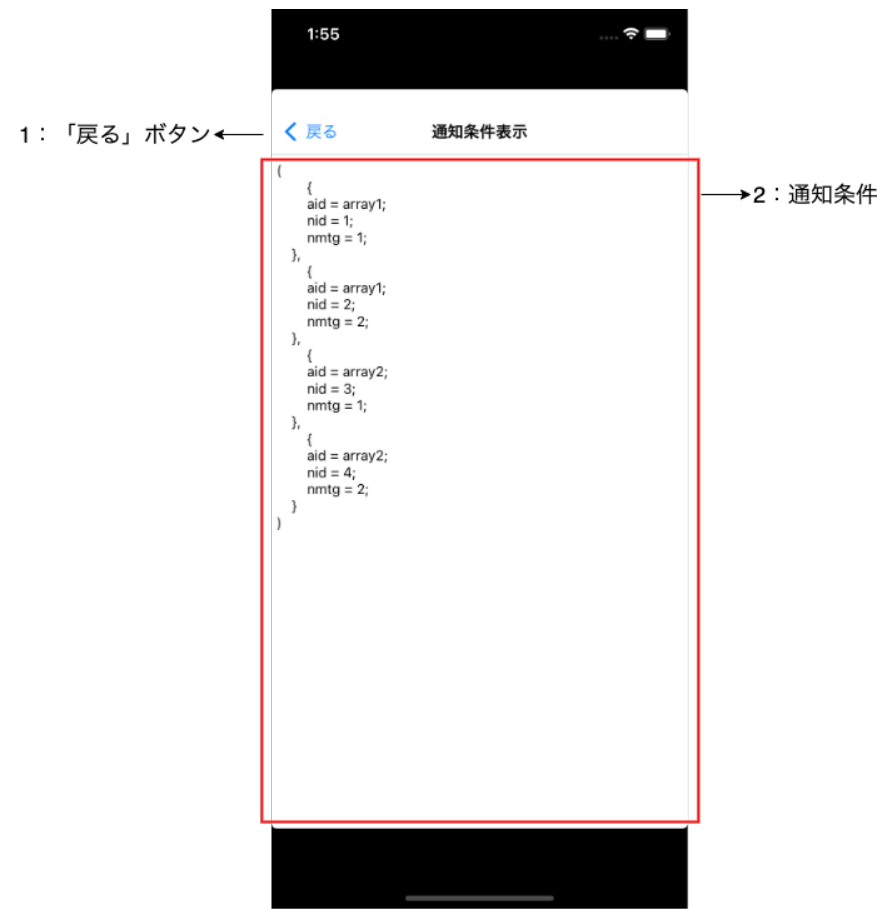 1:55
1：「戻る」ボタン
戻る
通知条件表示
2：通知条件
(
{
aid = array1;
nid = 1;
nmtg = 1;
},
{
aid = array1;
nid = 2;
nmtg = 2;
},
{
aid = array2;
nid = 3;
nmtg = 1;
},
{
aid = array2;
nid = 4;
nmtg = 2;
}
)